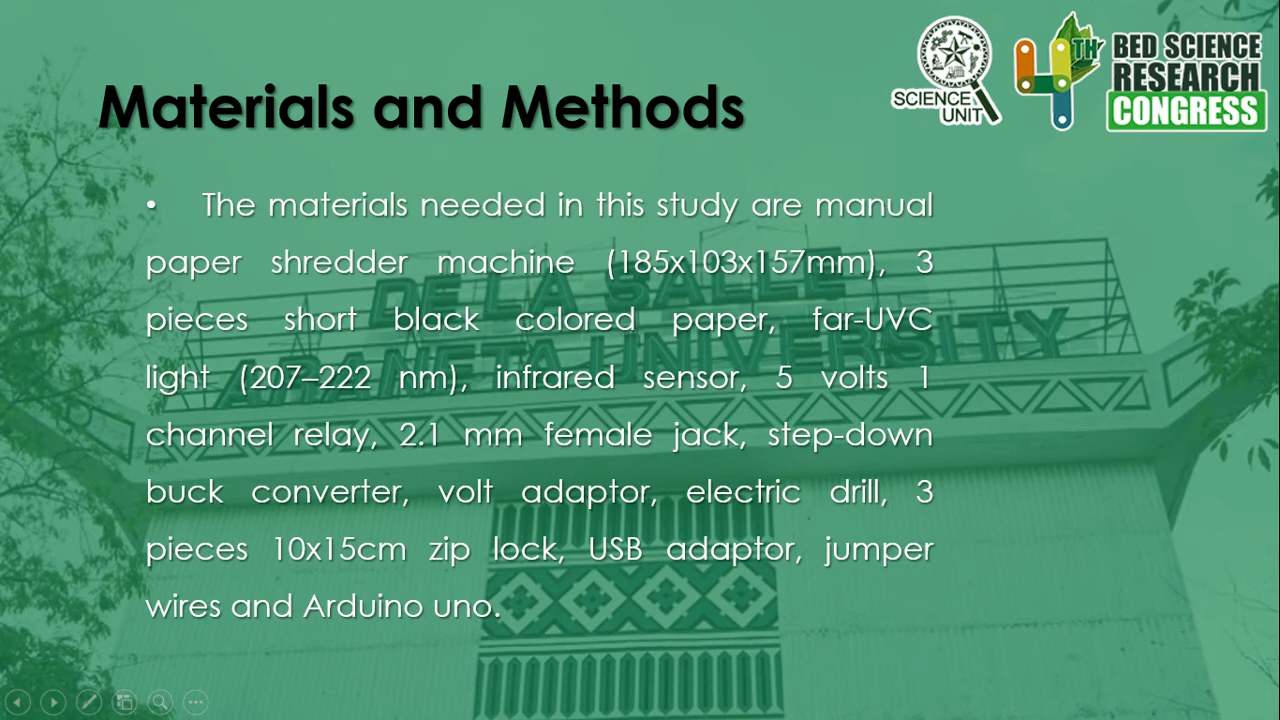 SCIENCE
UNIT
4TH
BED SCIENCE
RESEARCH
CONGRESS
Materials and Methods
• The materials needed in this study are manual
paper shredder machine (185x103x157mm), 3
pieces short black colored paper, far-UVC
light (207–222 nm), infrared sensor, 5 volts 1
channel relay, 2.1 mm female jack, step-down
buck converter, volt adaptor, electric drill, 3
pieces 10x15cm zip lock, USB adaptor, jumper
wires and Arduino uno.
DE LA SALLE
ARANETA UNIVERSITY